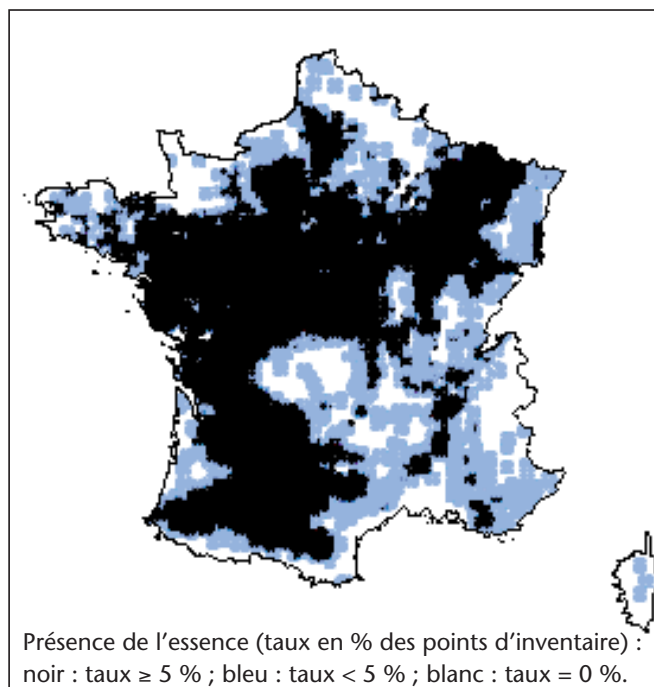 Présence de l’essence (taux en % des points d’inventaire) :
noir : taux ≥ 5 % ; bleu : taux < 5 % ; blanc : taux = 0 %.